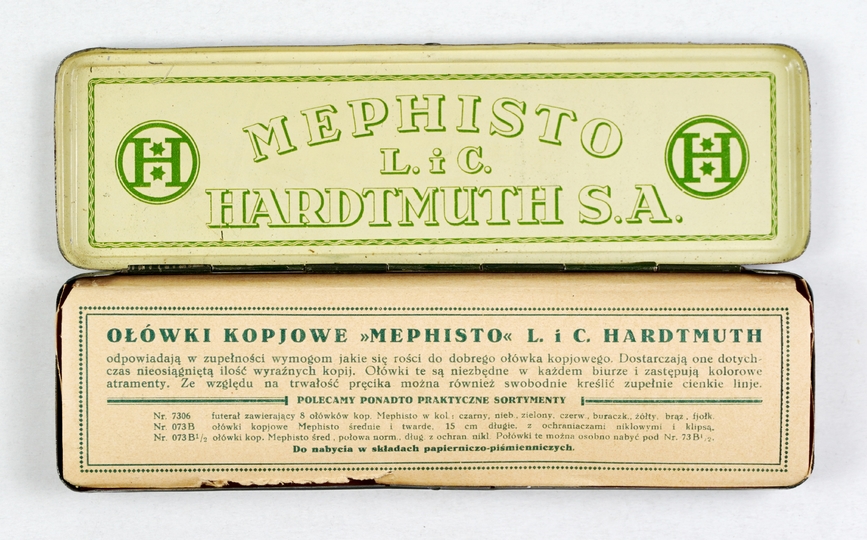 MEPHISTO
L. i C.
HARDTMUTH S.A.
H
H
OŁÓWKI KOPJOWE »MEPHISTO« L. i C. HARDTMUTH
odpowiadają w zupełności wymogom jakie się rości do dobrego ołówka kopjowego. Dostarczają one dotych-
czas nieosiągniętą ilość wyraźnych kopij. Ołówki te są niezbędne w każdem biurze i zastępują kolorowe
atramenty. Ze względu na trwałość pręcika można również swobodnie kreślić zupełnie cienkie linje.
POLECAMY PONADTO PRAKTYCZNE SORTYMENTY
Nr. 7306 futerał zawierający 8 ołówków kop. Mephisto w kol.: czarny, nieb., zielony, czerw., buraczk., żółty, brąz., fjołk.
Nr. 073 B ołówki kopjowe Mephisto średnie i twarde, 15 cm długie, z ochraniaczami niklowymi i klipsą.
Nr. 073 B½ ołówki kop. Mephisto śred., połowa norm. dług. z ochran. nikl. Połówki te można osobno nabyć pod Nr. 73 B½.
Do nabycia w składach papierniczo-piśmienniczych.